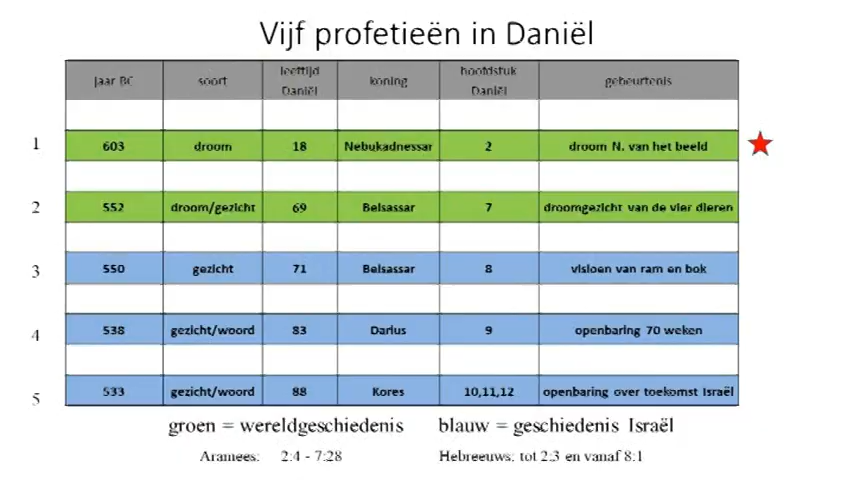 Vijf profetieën in Daniël
jaar BC soort leeftijd Daniël koning hoofdstuk Daniël gebeurtenis
1 603 droom 18 Nebukadnessar 2 droom N. van het beeld
2 552 droom/gezicht 69 Belsassar 7 droomgezicht van de vier dieren
3 550 gezicht 71 Belsassar 8 visioen van ram en bok
4 538 gezicht/woord 83 Darius 9 openbaring 70 weken
5 533 gezicht/woord 88 Kores 10,11,12 openbaring over toekomst Israël
groen = wereldgeschiedenis blauw = geschiedenis Israël
Aramees: 2:4 - 7:28 Hebreeuws: tot 2:3 en vanaf 8:1